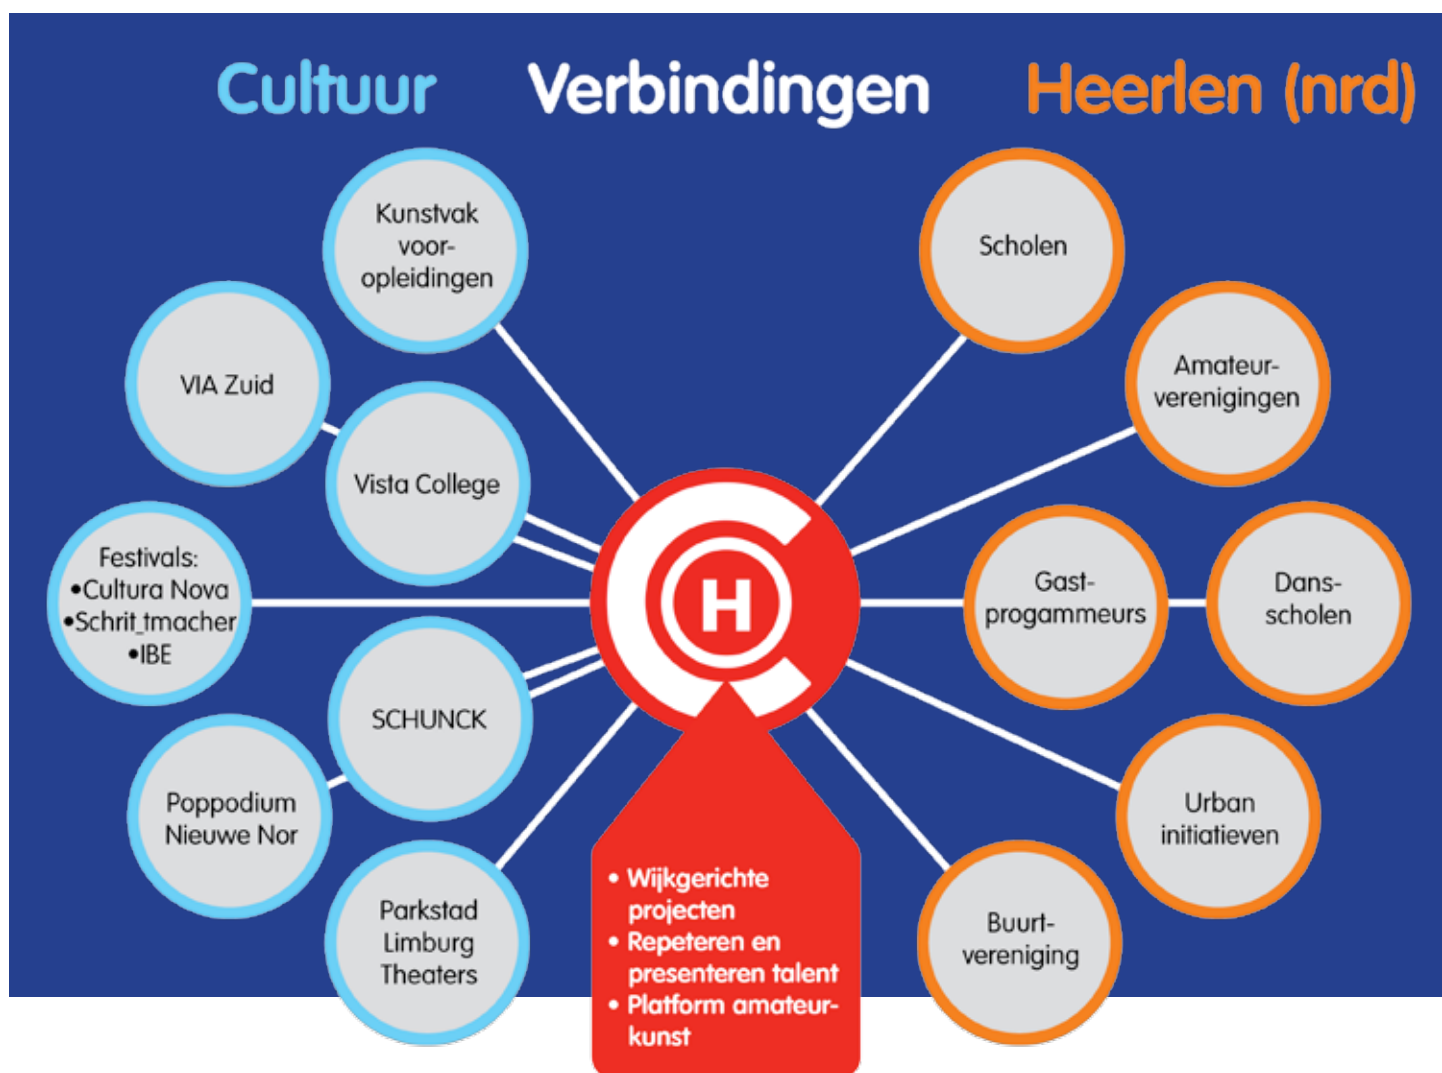 Cultuur
Verbindingen
Heerlen (nrd)
Kunstvak
voor-
opleidingen
VIA Zuid
Vista College
Festivals:
•Cultura Nova
•Schrit_tmacher
•IBE
SCHUNCK
Poppodium
Nieuwe Nor
Parkstad
Limburg
Theaters
H
• Wijkgerichte
projecten
• Repeteren en
presenteren talent
• Platform amateur-
kunst
Scholen
Amateur-
verenigingen
Gast-
progammeurs
Dans-
scholen
Urban
initiatieven
Buurt-
vereniging